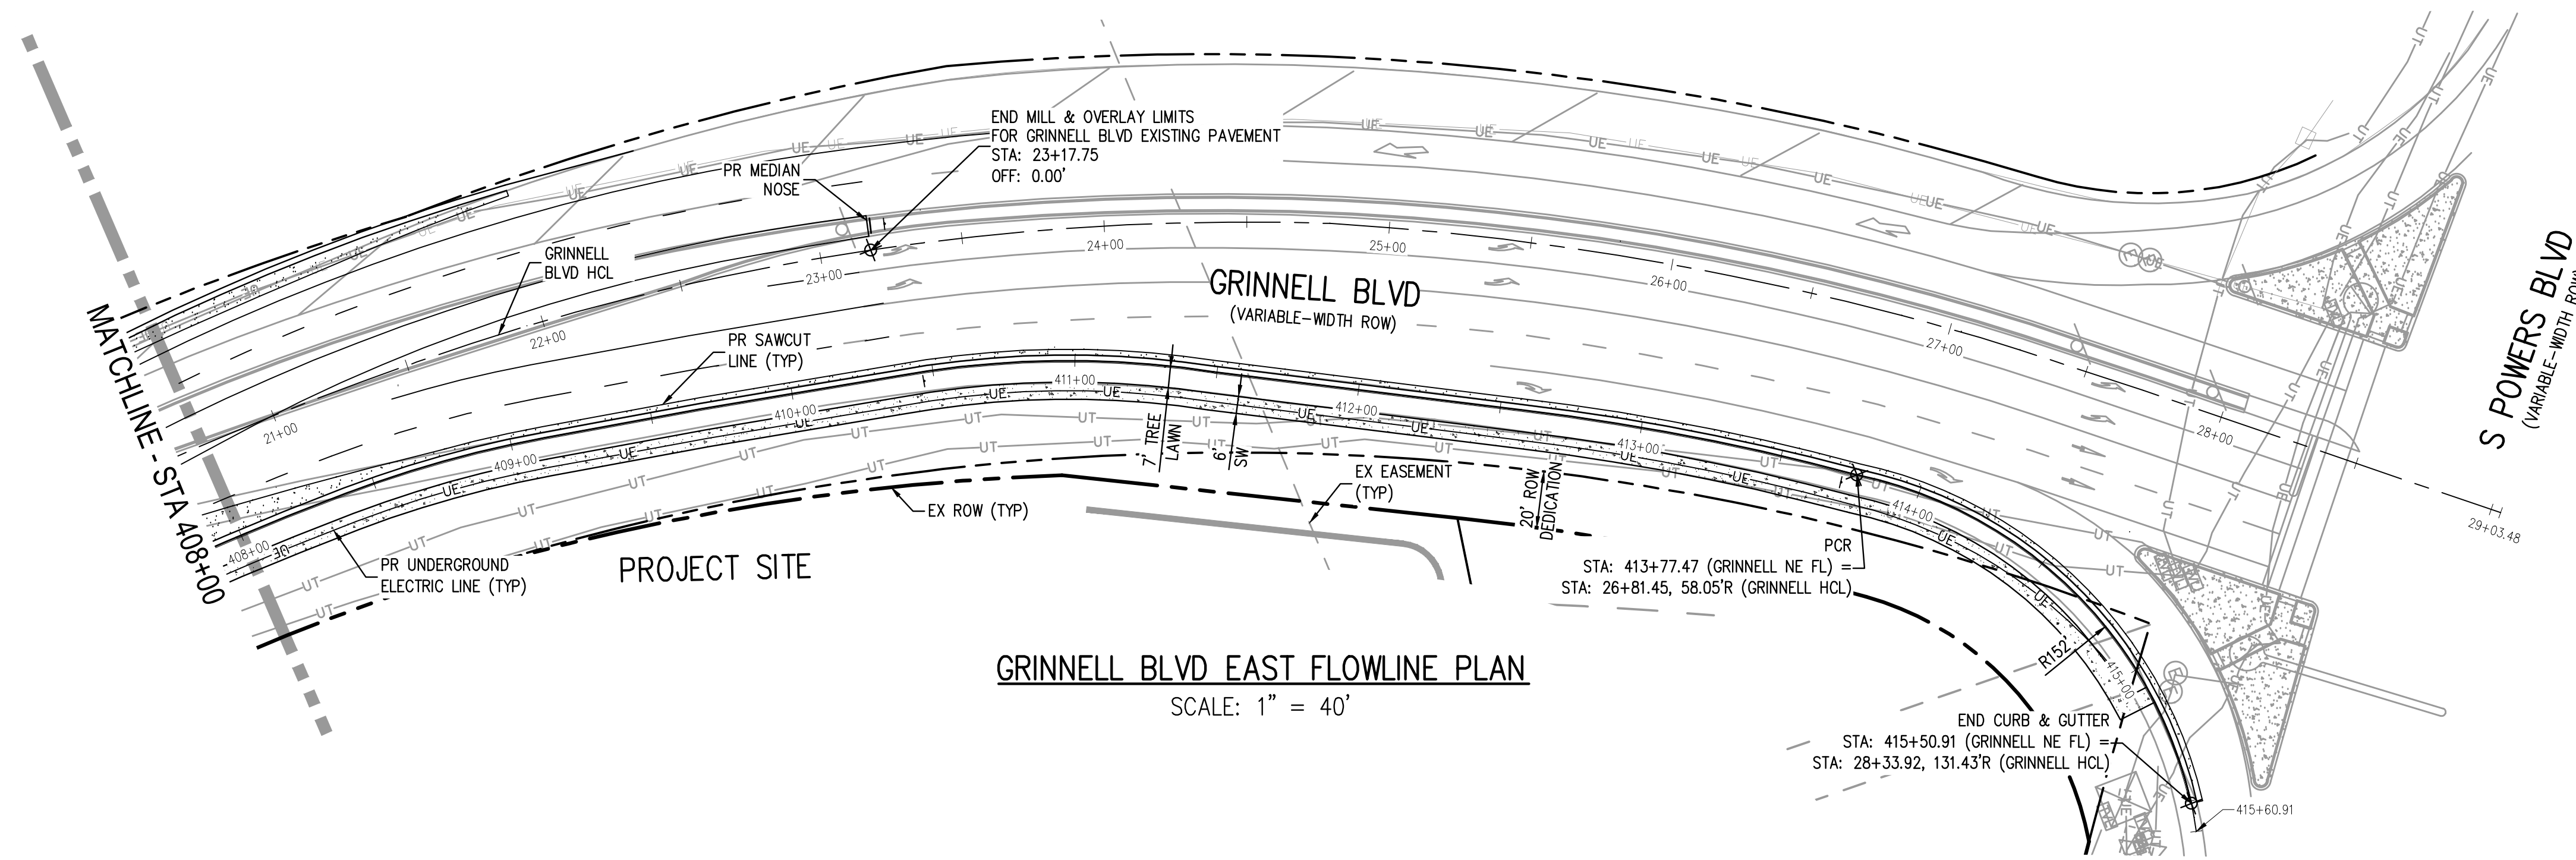 END MILL & OVERLAY LIMITS
FOR GRINNELL BLVD EXISTING PAVEMENT
STA: 23+17.75
OFF: 0.00'
PR MEDIAN
NOSE
GRINNELL
BLVD HCL
MATCHLINE - STA 408+00
21+00
22+00
23+00
24+00
25+00
26+00
27+00
28+00
29+03.48
GRINNELL BLVD
(VARIABLE-WIDTH ROW)
S POWERS BLVD
(VARIABLE-WIDTH ROW)
PR SAWCUT
LINE (TYP)
408+00
409+00
410+00
411+00
412+00
413+00
414+00
415+00
415+60.91
7' TREE
LAWN
6'
SW
EX EASEMENT
(TYP)
20' ROW
DEDICATION
EX ROW (TYP)
PR UNDERGROUND
ELECTRIC LINE (TYP)
PROJECT SITE
PCR
STA: 413+77.47 (GRINNELL NE FL) =
STA: 26+81.45, 58.05'R (GRINNELL HCL)
R152'
END CURB & GUTTER
STA: 415+50.91 (GRINNELL NE FL) =
STA: 28+33.92, 131.43'R (GRINNELL HCL)
GRINNELL BLVD EAST FLOWLINE PLAN
SCALE: 1" = 40'
UE
UT